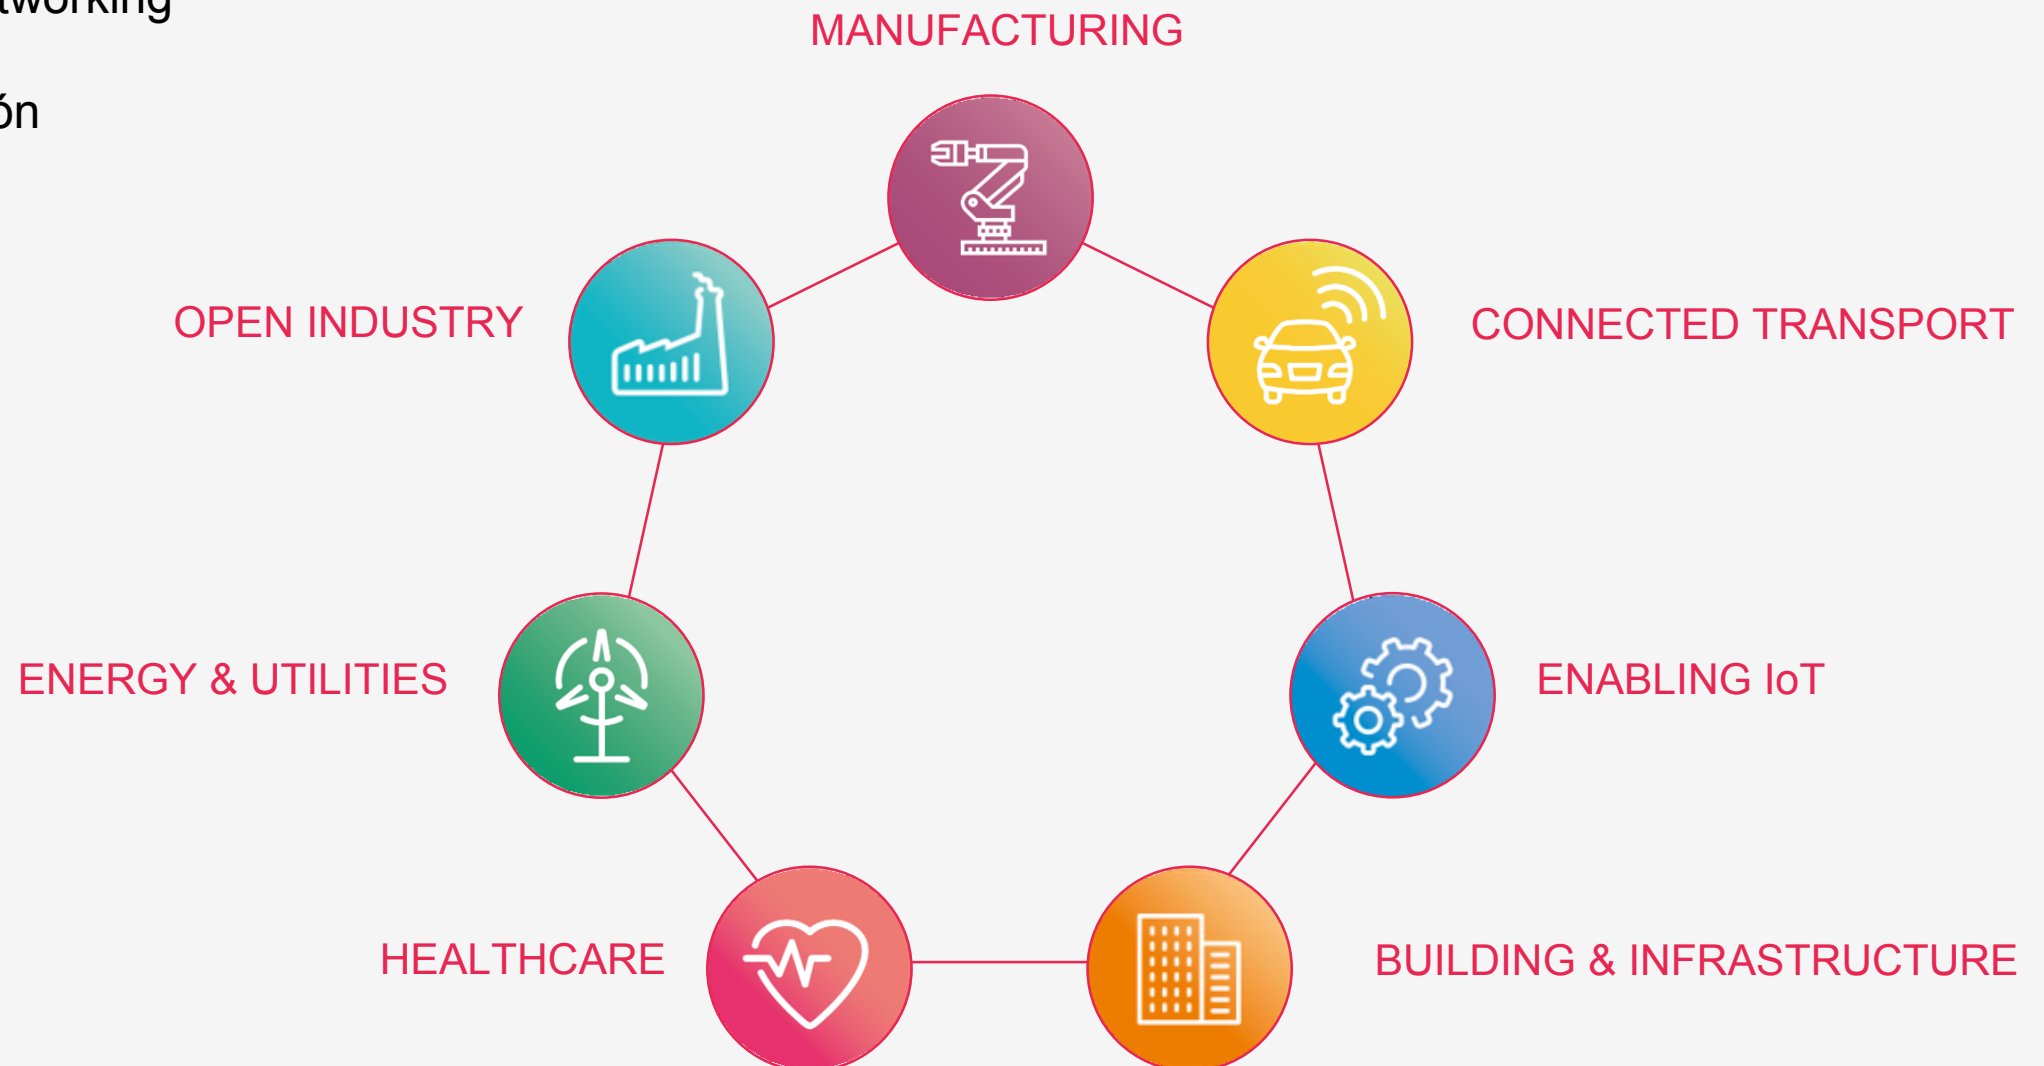 MANUFACTURING
OPEN INDUSTRY
CONNECTED TRANSPORT
ENERGY & UTILITIES
ENABLING IoT
HEALTHCARE
BUILDING & INFRASTRUCTURE